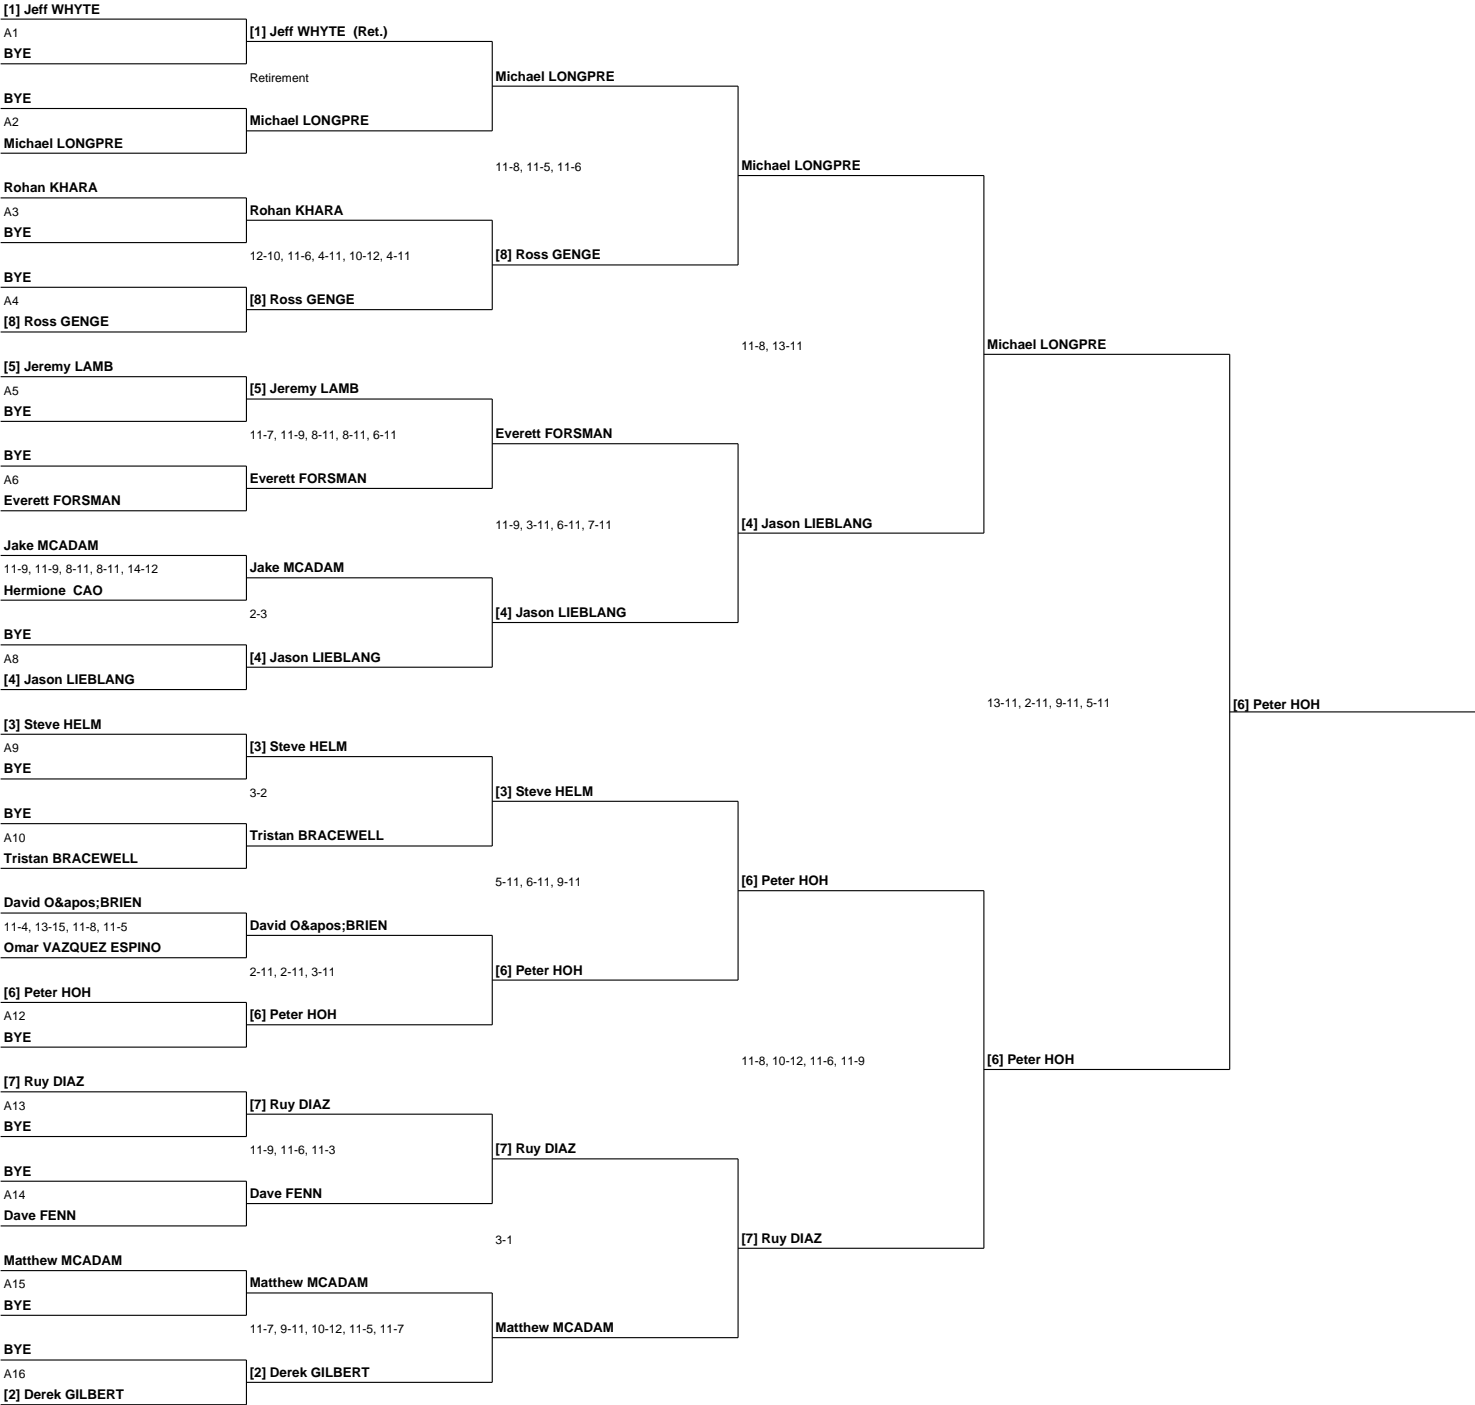 [1] Jeff WHYTE
A1
BYE
BYE
A2
Michael LONGPRE
Rohan KHARA
A3
BYE
BYE
A4
[8] Ross GENGE
[5] Jeremy LAMB
A5
BYE
BYE
A6
Everett FORSMAN
Jake MCADAM
11-9, 11-9, 8-11, 8-11, 14-12
Hermione  CAO
BYE
A8
[4] Jason LIEBLANG
[3] Steve HELM
A9
BYE
BYE
A10
Tristan BRACEWELL
David O&apos;BRIEN
11-4, 13-15, 11-8, 11-5
Omar VAZQUEZ ESPINO
[6] Peter HOH
A12
BYE
[7] Ruy DIAZ
A13
BYE
BYE
A14
Dave FENN
Matthew MCADAM
A15
BYE
BYE
A16
[2] Derek GILBERT
[1] Jeff WHYTE  (Ret.)
Retirement
Michael LONGPRE
Rohan KHARA
12-10, 11-6, 4-11, 10-12, 4-11
[8] Ross GENGE
[5] Jeremy LAMB
11-7, 11-9, 8-11, 8-11, 6-11
Everett FORSMAN
Jake MCADAM
2-3
[4] Jason LIEBLANG
[3] Steve HELM
3-2
Tristan BRACEWELL
David O&apos;BRIEN
2-11, 2-11, 3-11
[6] Peter HOH
[7] Ruy DIAZ
11-9, 11-6, 11-3
Dave FENN
Matthew MCADAM
11-7, 9-11, 10-12, 11-5, 11-7
[2] Derek GILBERT
Michael LONGPRE
11-8, 11-5, 11-6
[8] Ross GENGE
Everett FORSMAN
11-9, 3-11, 6-11, 7-11
[4] Jason LIEBLANG
[3] Steve HELM
5-11, 6-11, 9-11
[6] Peter HOH
[7] Ruy DIAZ
3-1
Matthew MCADAM
Michael LONGPRE
11-8, 13-11
[4] Jason LIEBLANG
[6] Peter HOH
11-8, 10-12, 11-6, 11-9
[7] Ruy DIAZ
Michael LONGPRE
13-11, 2-11, 9-11, 5-11
[6] Peter HOH
[6] Peter HOH